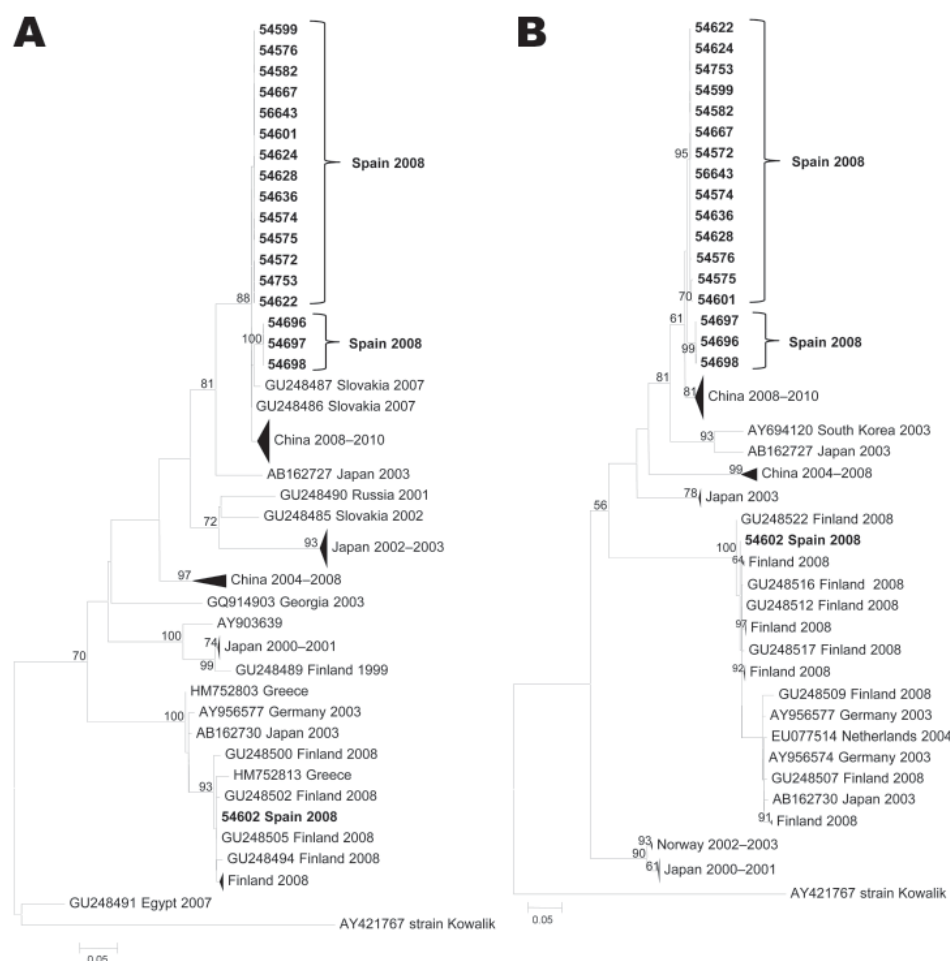 A
54599
54576
54582
54667
56643
54601
54624
54628
54636
54574
54575
54572
54753
54622
Spain 2008
88
54696
54697
54698
100
Spain 2008
GU248487 Slovakia 2007
81
GU248486 Slovakia 2007
China 2008–2010
AB162727 Japan 2003
GU248490 Russia 2001
GU248485 Slovakia 2002
72
93
Japan 2002–2003
97
China 2004–2008
GQ914903 Georgia 2003
AY903639
100
74
Japan 2000–2001
70
99
GU248489 Finland 1999
HM752803 Greece
100
AY956577 Germany 2003
AB162730 Japan 2003
GU248500 Finland 2008
HM752813 Greece
93
GU248502 Finland 2008
54602 Spain 2008
GU248505 Finland 2008
GU248494 Finland 2008
Finland 2008
GU248491 Egypt 2007
AY421767 strain Kowalik
0.05
B
54622
54624
54753
54599
54582
54667
54572
56643
54574
54636
54628
54576
54575
54601
95
Spain 2008
70
61
54697
54696
54698
99
Spain 2008
81
81
China 2008–2010
AY694120 South Korea 2003
93
AB162727 Japan 2003
99
China 2004–2008
78
Japan 2003
56
GU248522 Finland 2008
54602 Spain 2008
100
64
Finland 2008
GU248516 Finland 2008
GU248512 Finland 2008
97
Finland 2008
GU248517 Finland 2008
92
Finland 2008
GU248509 Finland 2008
AY956577 Germany 2003
EU077514 Netherlands 2004
AY956574 Germany 2003
GU248507 Finland 2008
AB162730 Japan 2003
91
Finland 2008
93
Norway 2002–2003
90
61
Japan 2000–2001
AY421767 strain Kowalik
0.05